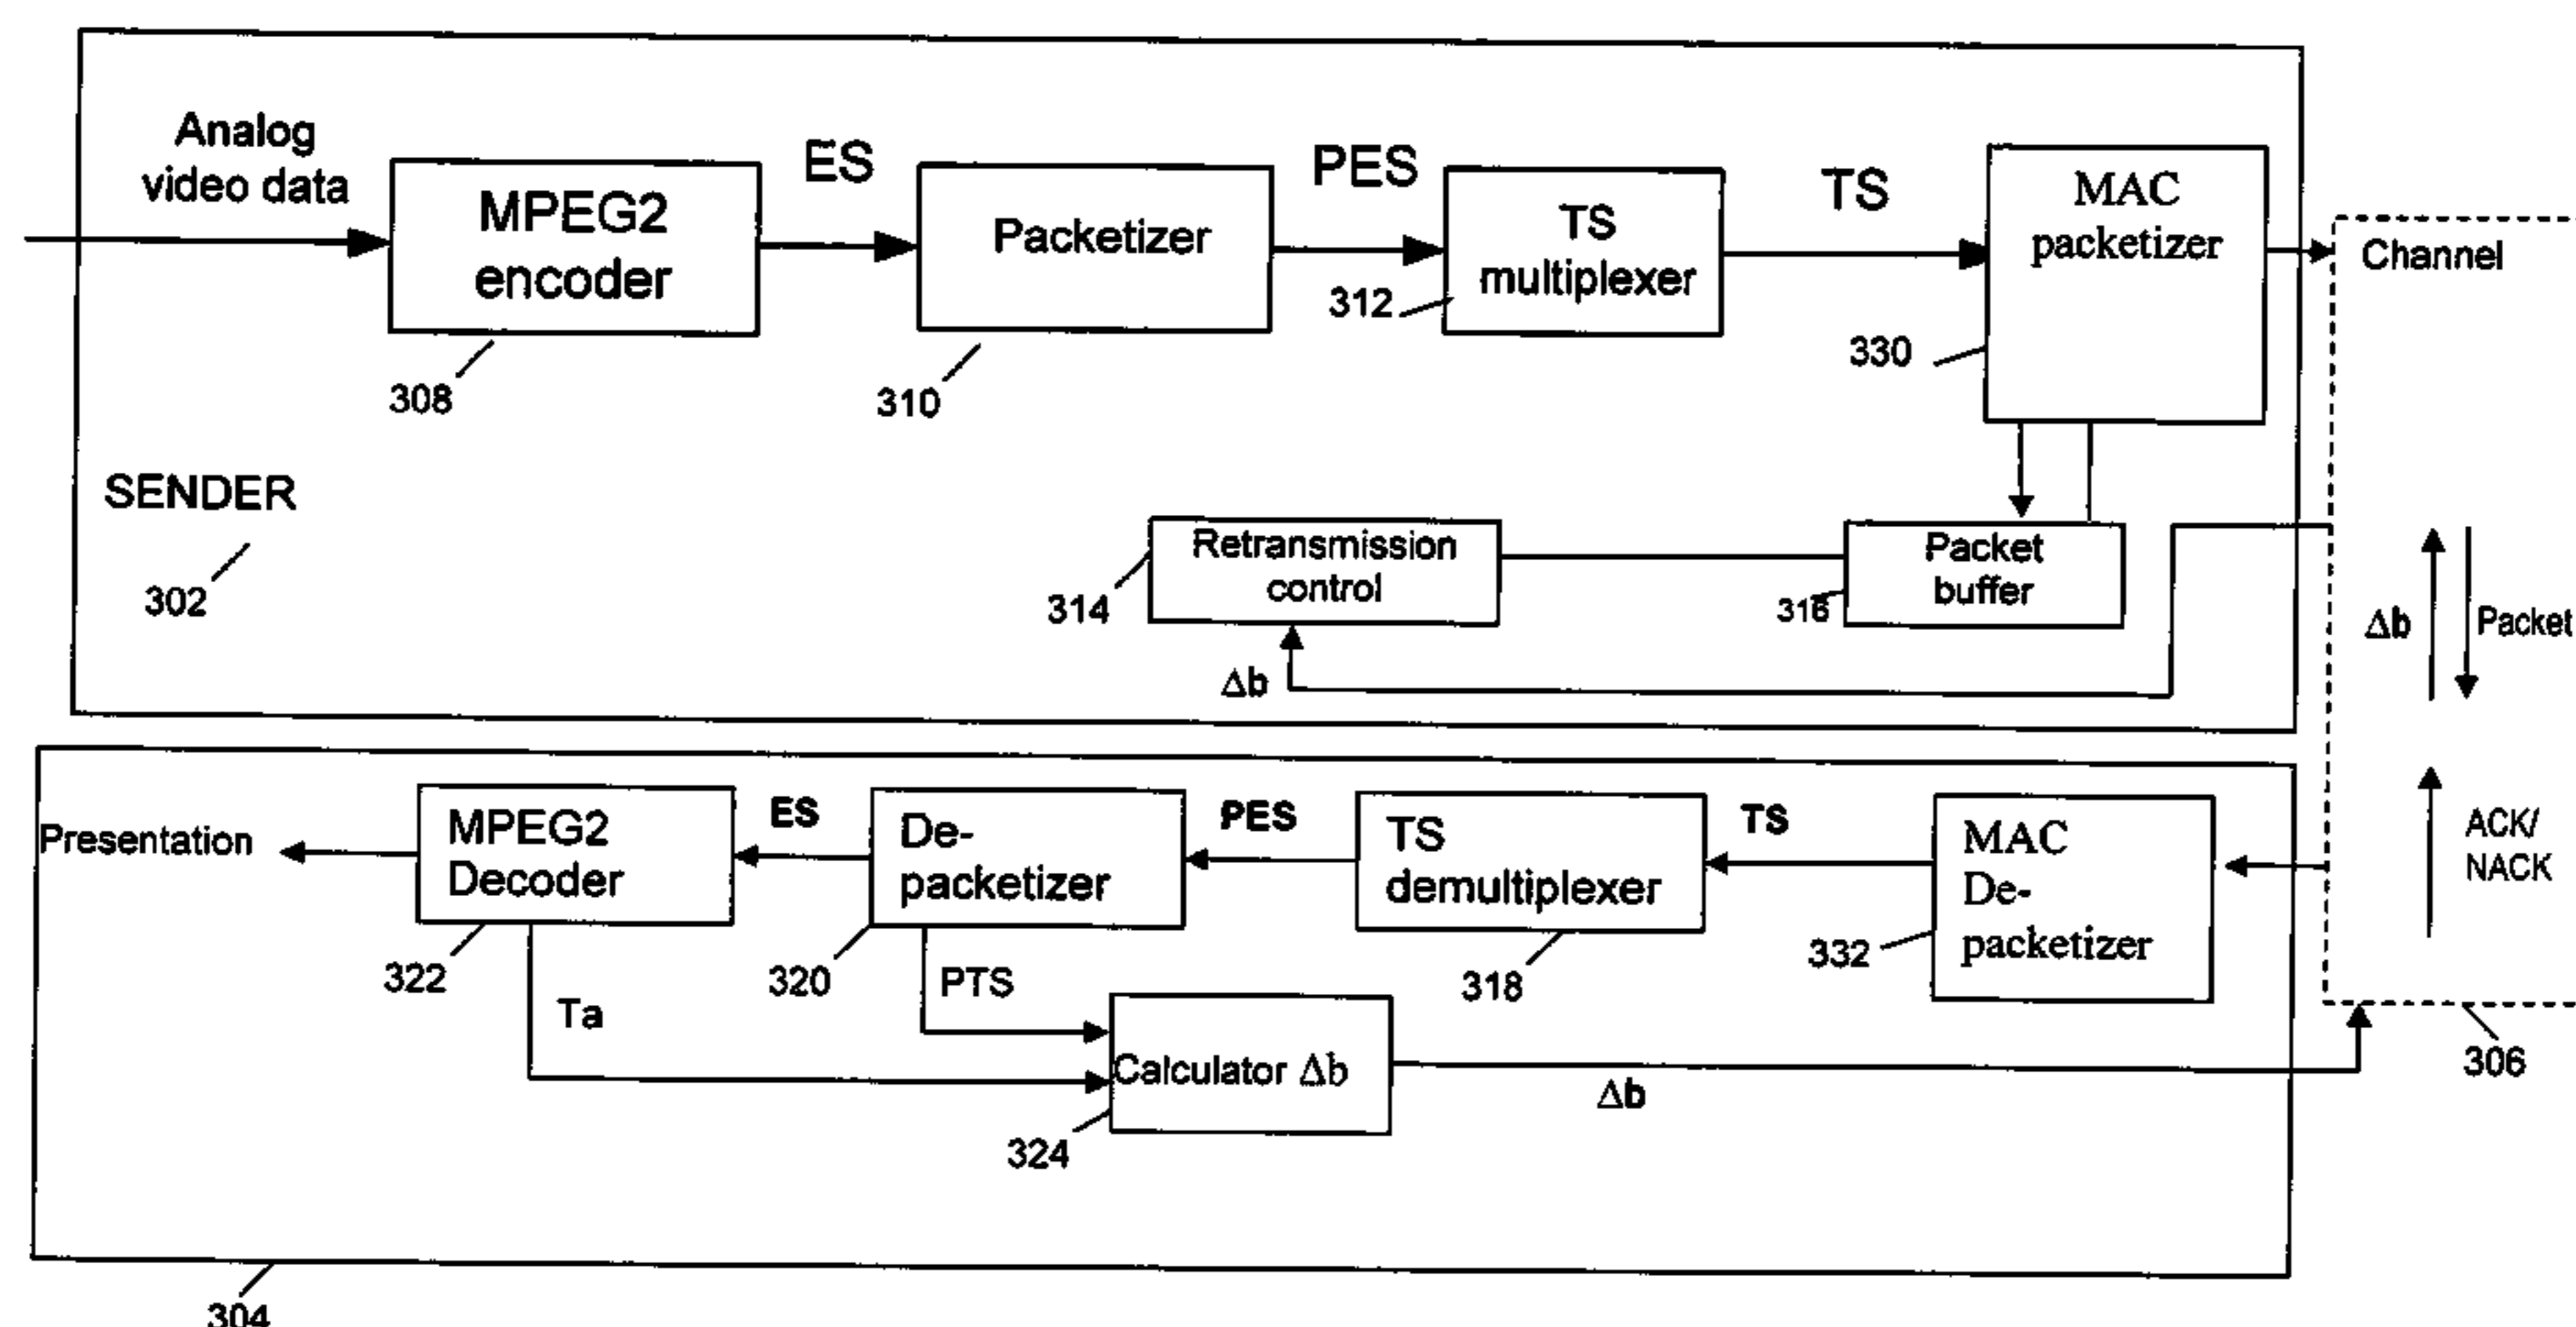 Analog
video data
MPEG2
encoder
308
ES
Packetizer
310
PES
TS
multiplexer
312
TS
MAC
packetizer
330
Channel
SENDER
302
Retransmission
control
314
Packet
buffer
316
Δb
Δb
Packet
Presentation
MPEG2
Decoder
322
ES
De-
packetizer
320
PES
TS
demultiplexer
318
TS
MAC
De-
packetizer
332
ACK/
NACK
Ta
PTS
Calculator Δb
324
Δb
306
304